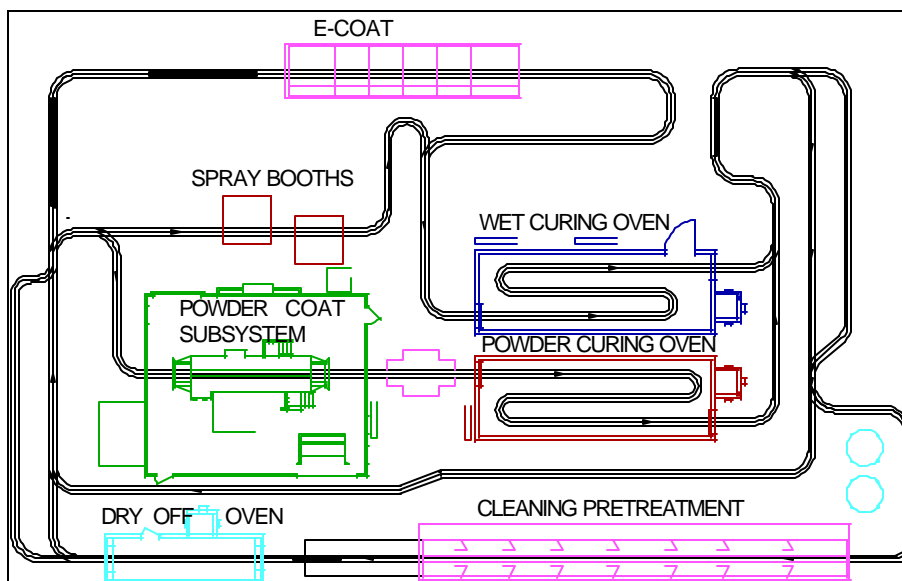 E-COAT
SPRAY BOOTHS
WET CURING OVEN
POWDER COAT
SUBSYSTEM
POWDER CURING OVEN
DRY OFF OVEN
CLEANING PRETREATMENT